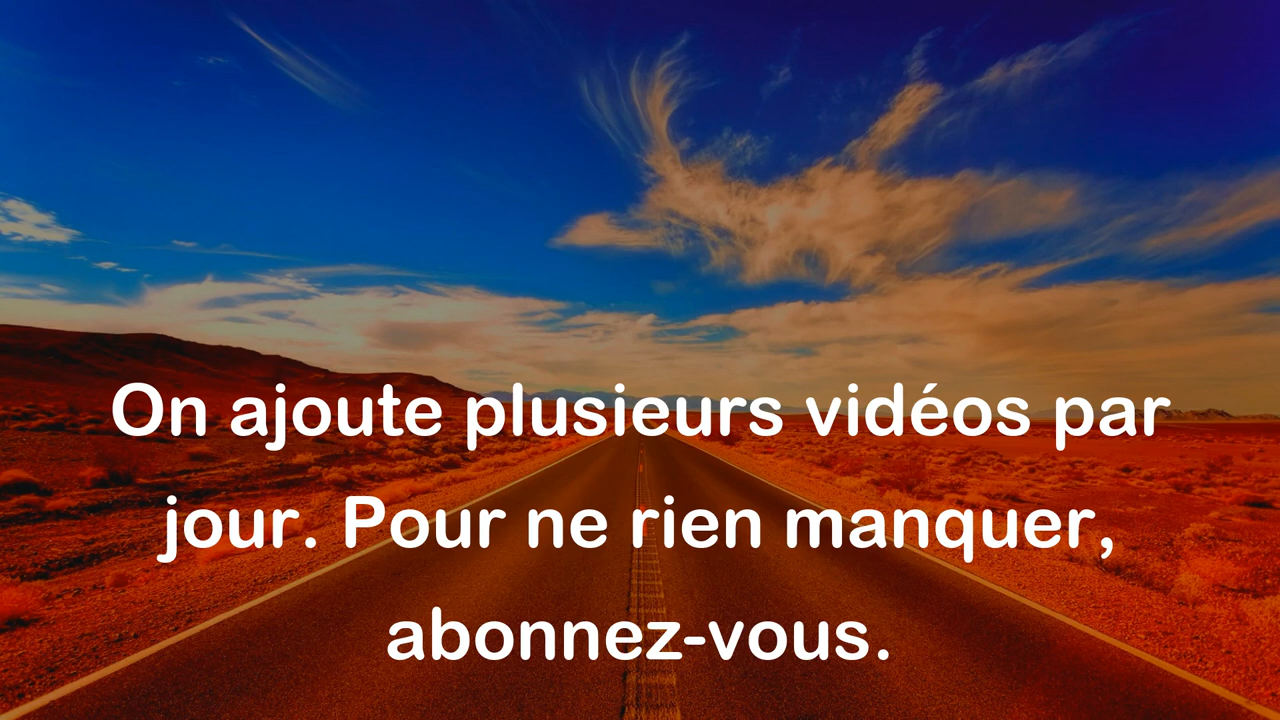 On ajoute plusieurs vidéos par
jour. Pour ne rien manquer,
abonnez-vous.